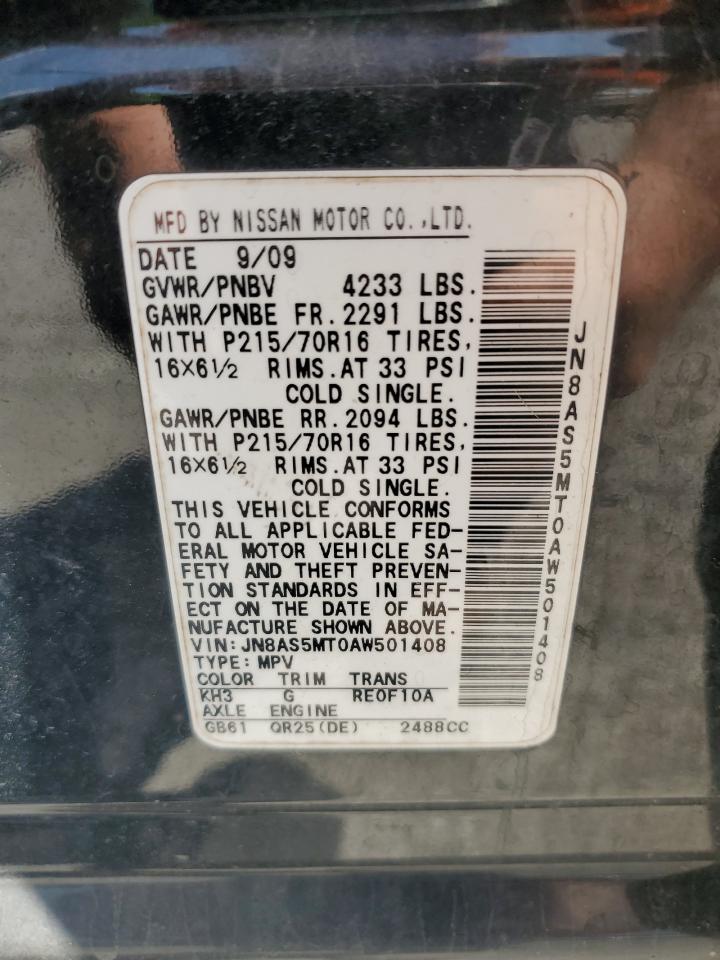 MFD BY NISSAN MOTOR CO.,LTD.
DATE 9/09
GVWR/PNBV 4233 LBS.
GAWR/PNBE FR.2291 LBS.
WITH P215/70R16 TIRES,
16×6½ RIMS.AT 33 PSI
COLD SINGLE.
GAWR/PNBE RR.2094 LBS.
WITH P215/70R16 TIRES,
16×6½ RIMS.AT 33 PSI
COLD SINGLE.
THIS VEHICLE CONFORMS
TO ALL APPLICABLE FED-
ERAL MOTOR VEHICLE SA-
FETY AND THEFT PREVEN-
TION STANDARDS IN EFF-
ECT ON THE DATE OF MA-
NUFACTURE SHOWN ABOVE.
VIN:JN8AS5MT0AW501408
TYPE:MPV
COLOR TRIM TRANS
KH3 G RE0F10A
AXLE ENGINE
GB61 QR25(DE) 2488CC
JN8AS5MT0AW501408